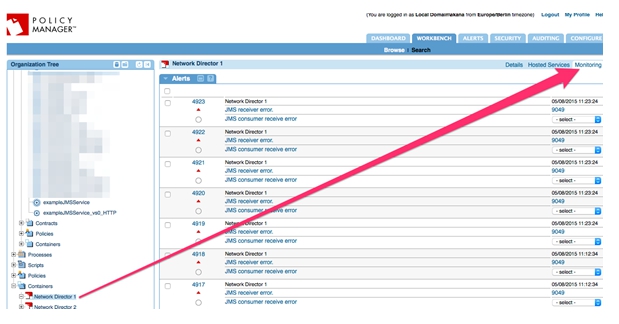 (You are logged in as Local Domain\akana from Europe/Berlin timezone) Logout My Profile Hel
POLICY
MANAGER™
DASHBOARD WORKBENCH ALERTS SECURITY AUDITING CONFIGURE
Browse Search
Organization Tree
Network Director 1
Details Hosted Services Monitoring
Alerts
4923 Network Director 1 05/08/2015 11:23:24
JMS receiver error. 9049
JMS consumer receive error - select -
4922 Network Director 1 05/08/2015 11:23:24
JMS receiver error. 9049
JMS consumer receive error - select -
4921 Network Director 1 05/08/2015 11:23:24
JMS receiver error. 9049
JMS consumer receive error - select -
4920 Network Director 1 05/08/2015 11:23:24
JMS receiver error. 9049
JMS consumer receive error - select -
4919 Network Director 1 05/08/2015 11:23:24
JMS receiver error. 9049
JMS consumer receive error - select -
4918 Network Director 1 05/08/2015 11:12:34
JMS receiver error. 9049
JMS consumer receive error - select -
4917 Network Director 1 05/08/2015 11:12:34
JMS receiver error. 9049
JMS consumer receive error - select -
exampleJMSService
exampleJMSService_vs0_HTTP
Contracts
Policies
Containers
Processes
Scripts
Policies
Containers
Network Director 1
Network Director 2